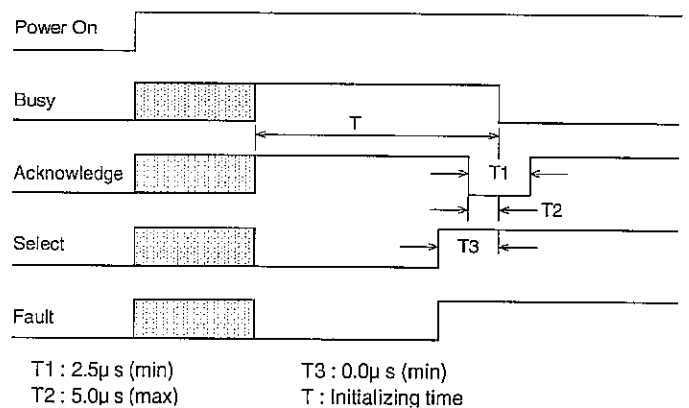 Power On
Busy
T
Acknowledge
T1
T2
Select
T3
Fault
T1 : 2.5μ s (min)
T3 : 0.0μ s (min)
T2 : 5.0μ s (max)
T : Initializing time